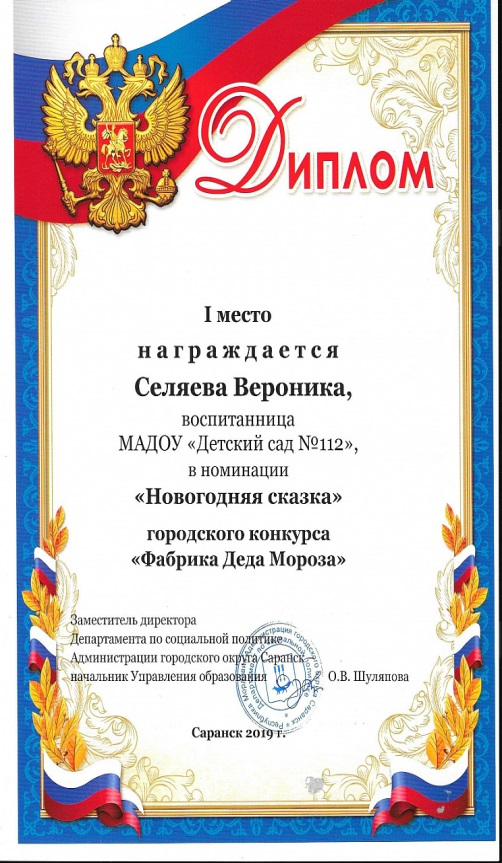 Диплом
I место
награждается
Селяева Вероника,
воспитанница
МАДОУ «Детский сад №112»,
в номинации
«Новогодняя сказка»
городского конкурса
«Фабрика Деда Мороза»
Заместитель директора
Департамента по социальной политике
Администрации городского округа Саранск -
начальник Управления образования О.В. Шуляпова
Саранск 2019 г.